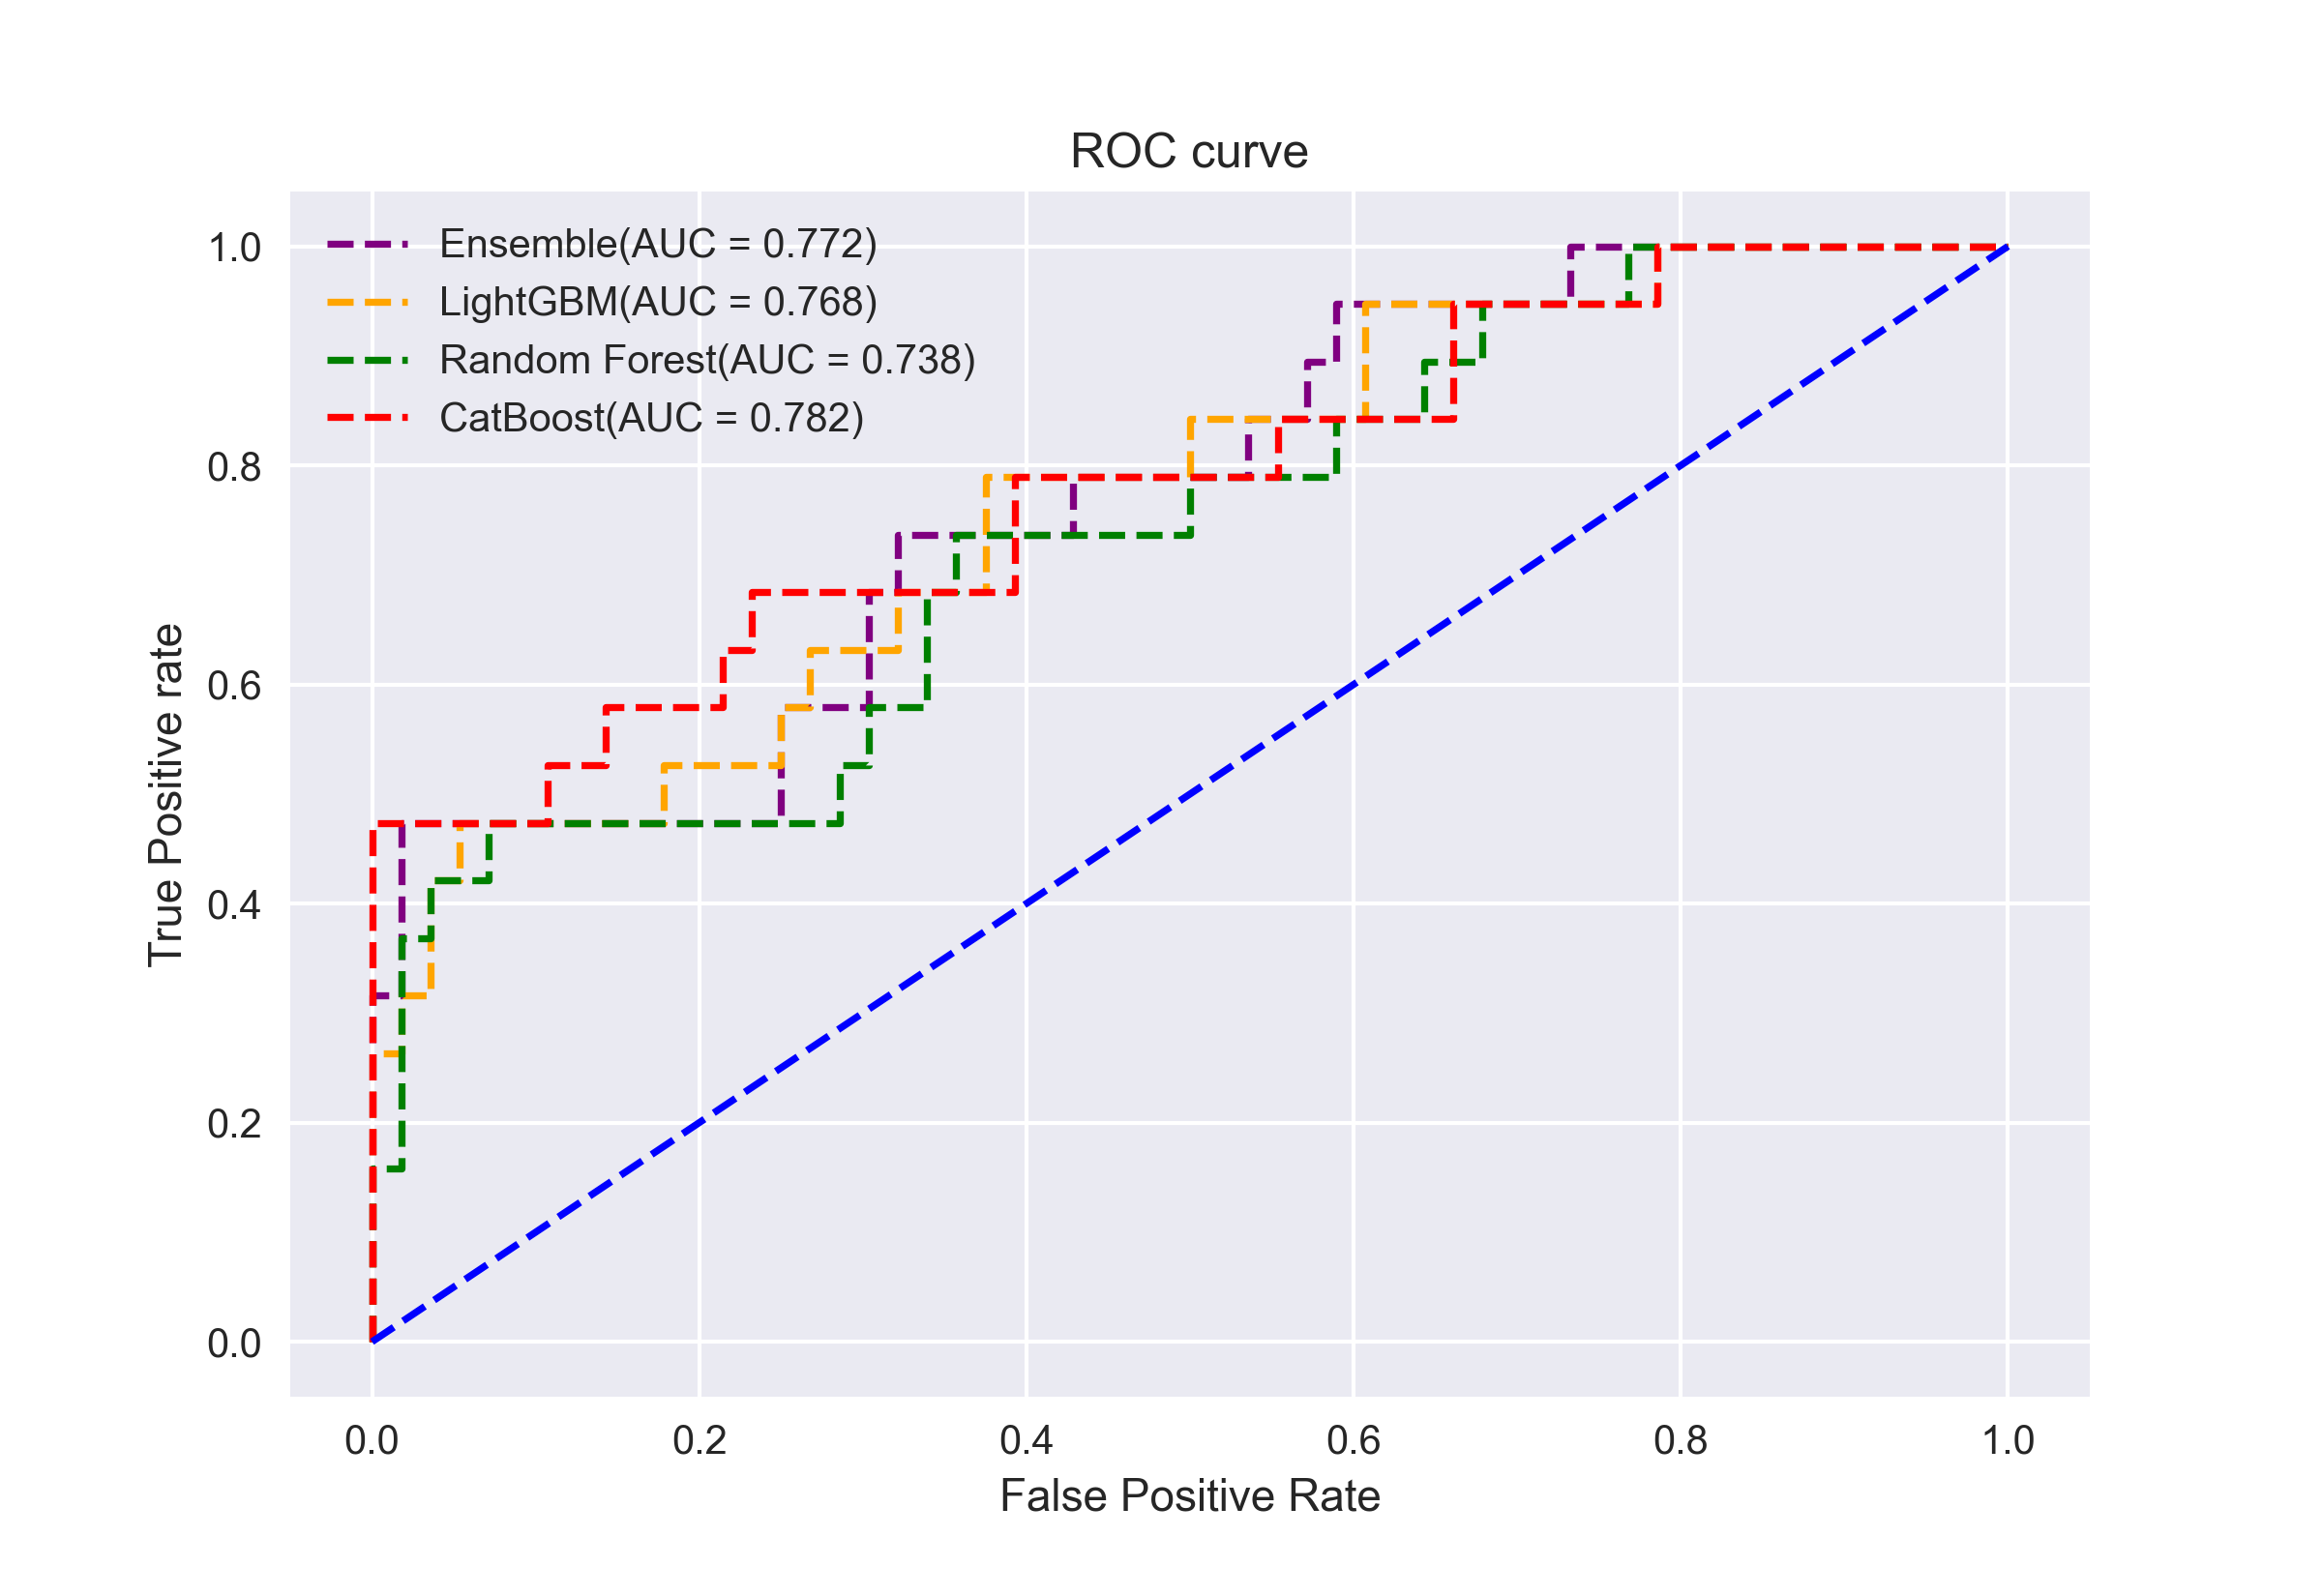 ROC curve
Ensemble(AUC = 0.772)
LightGBM(AUC = 0.768)
Random Forest(AUC = 0.738)
CatBoost(AUC = 0.782)
1.0
0.8
0.6
0.4
0.2
0.0
True Positive rate
0.0 0.2 0.4 0.6 0.8 1.0
False Positive Rate